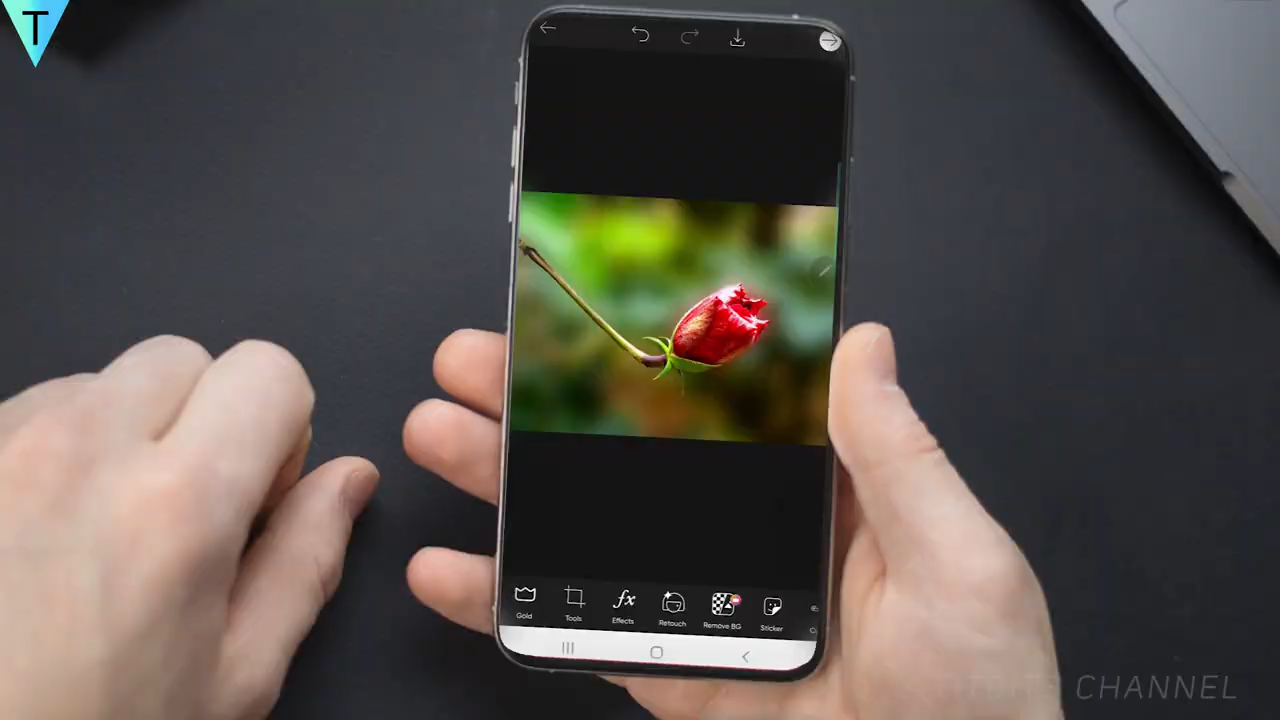 T
Gold
Tools
Effects
Retouch
Remove BG
Sticker
CHANNEL